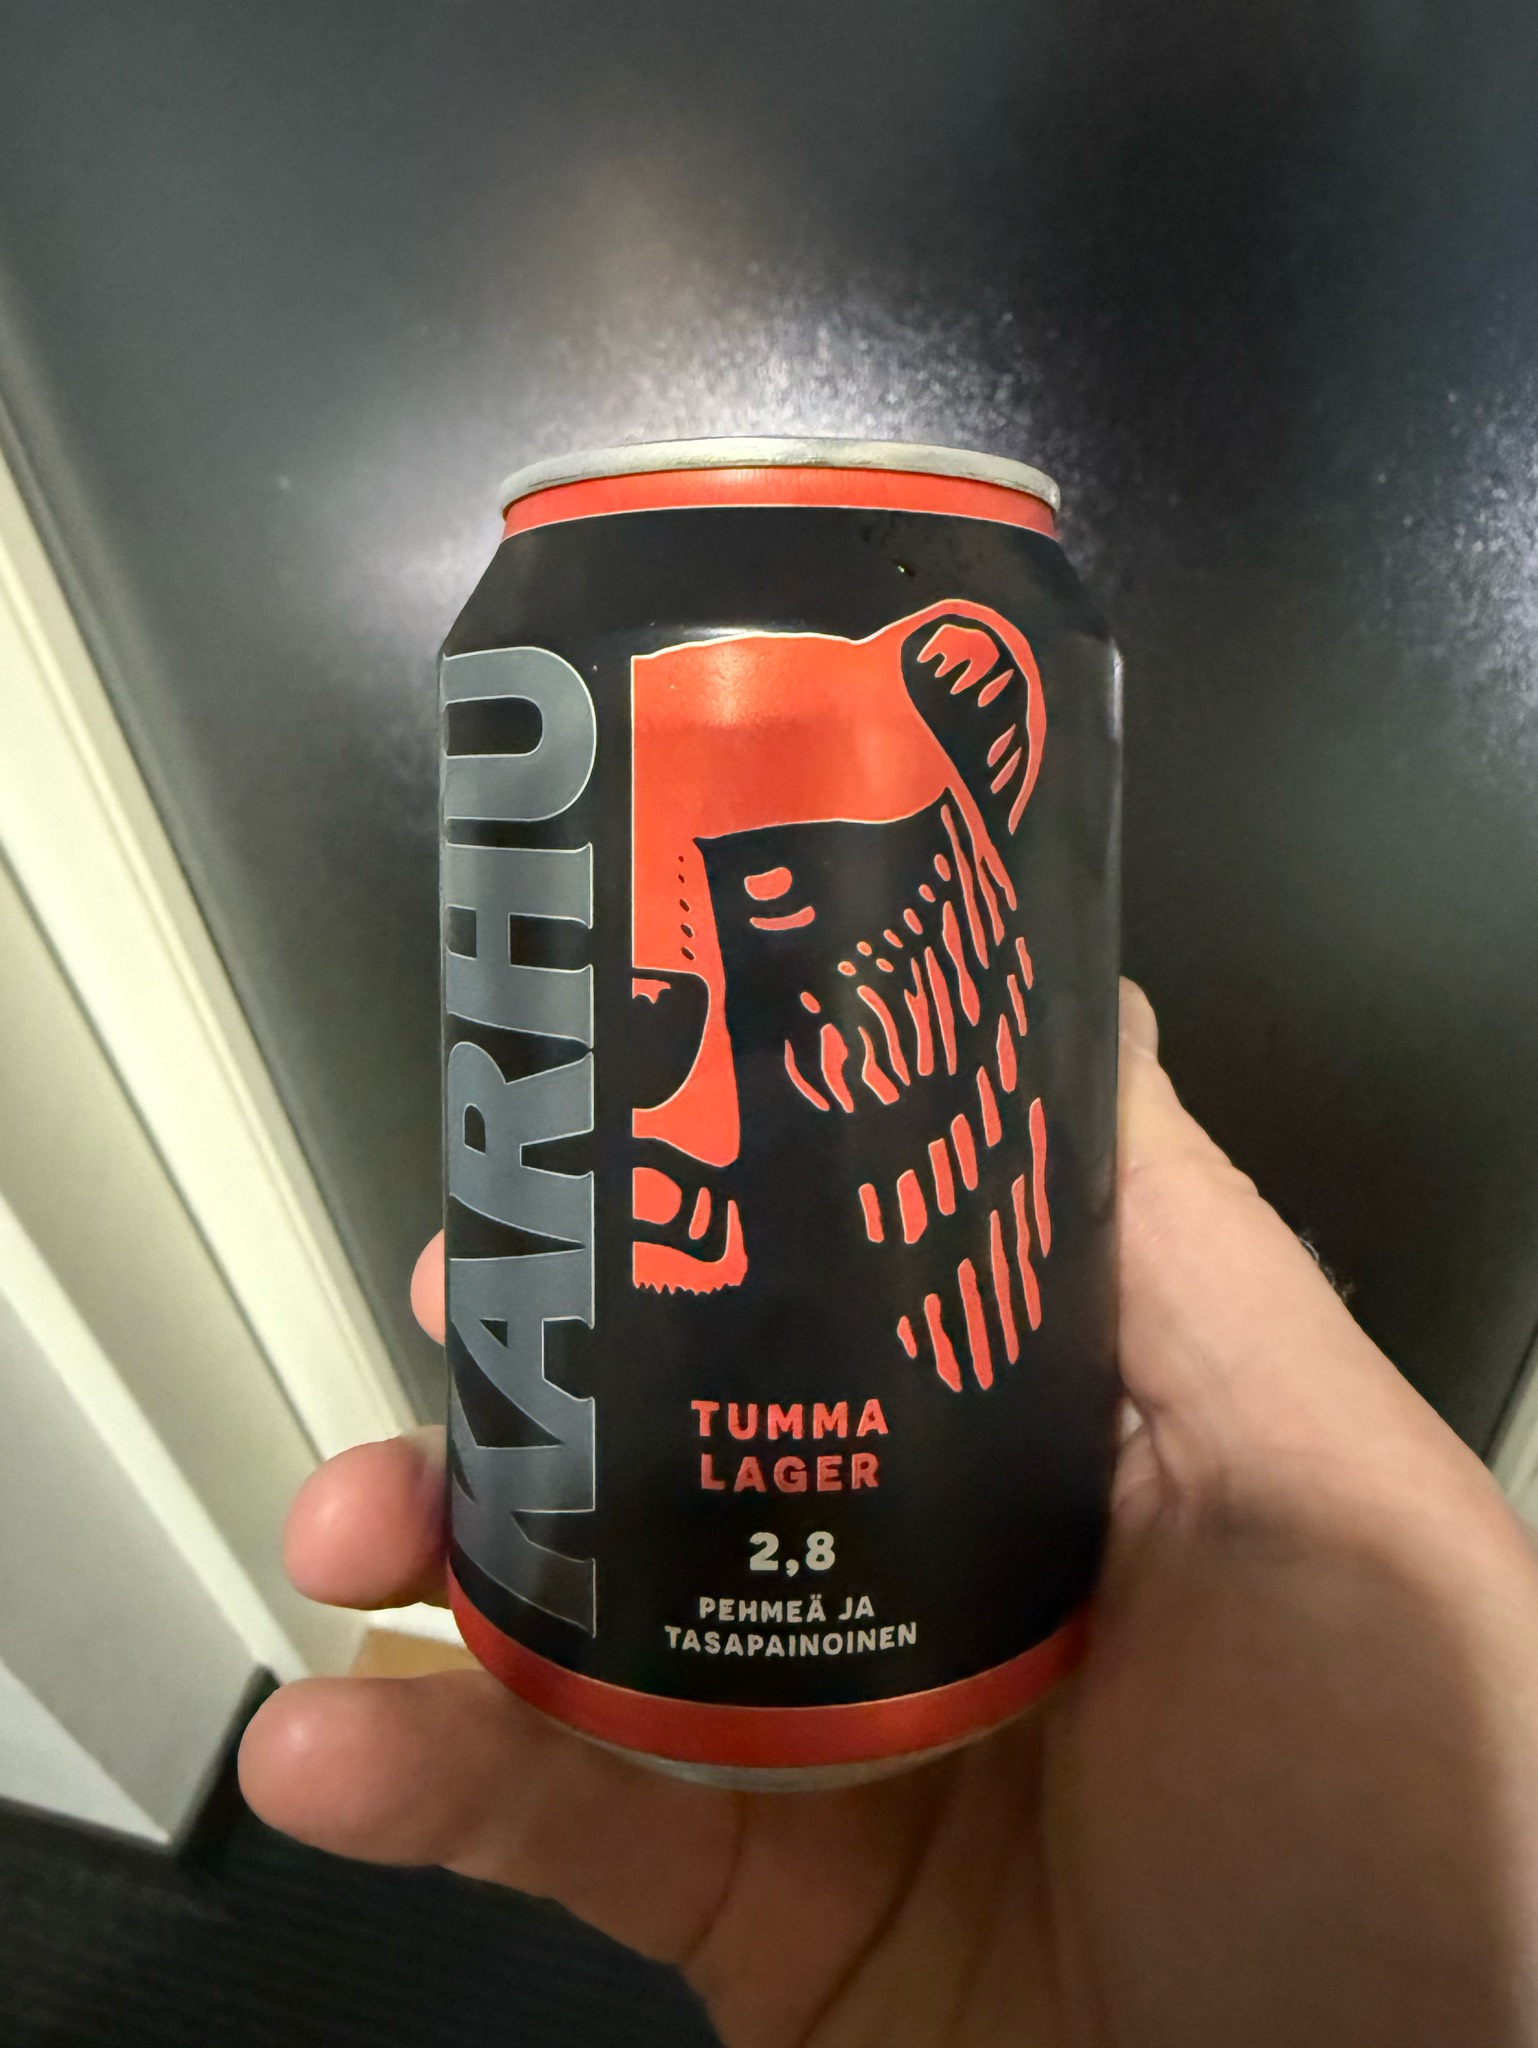 KARHU
TUMMA
LAGER
2,8
PEHMEÄ JA
TASAPAINOINEN